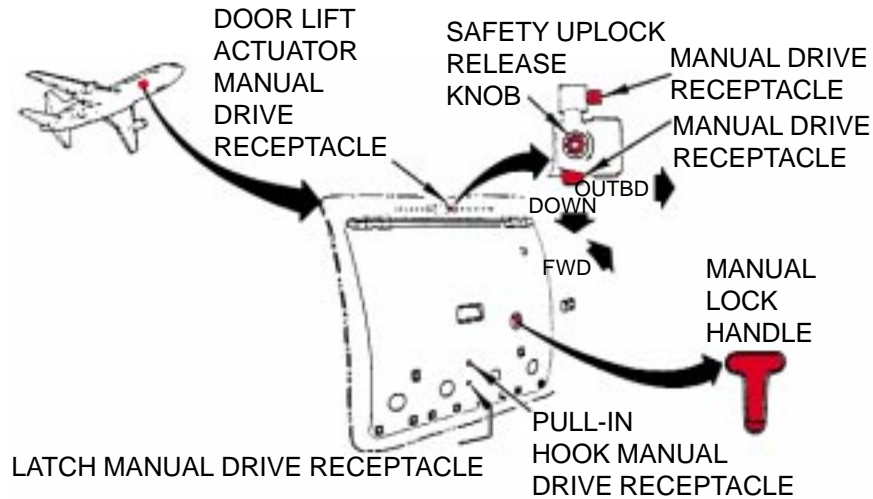 DOOR LIFT
ACTUATOR
MANUAL
DRIVE
RECEPTACLE
SAFETY UPLOCK
RELEASE
KNOB
MANUAL DRIVE
RECEPTACLE
MANUAL DRIVE
RECEPTACLE
OUTBD
DOWN
FWD
MANUAL
LOCK
HANDLE
PULL-IN
HOOK MANUAL
DRIVE RECEPTACLE
LATCH MANUAL DRIVE RECEPTACLE